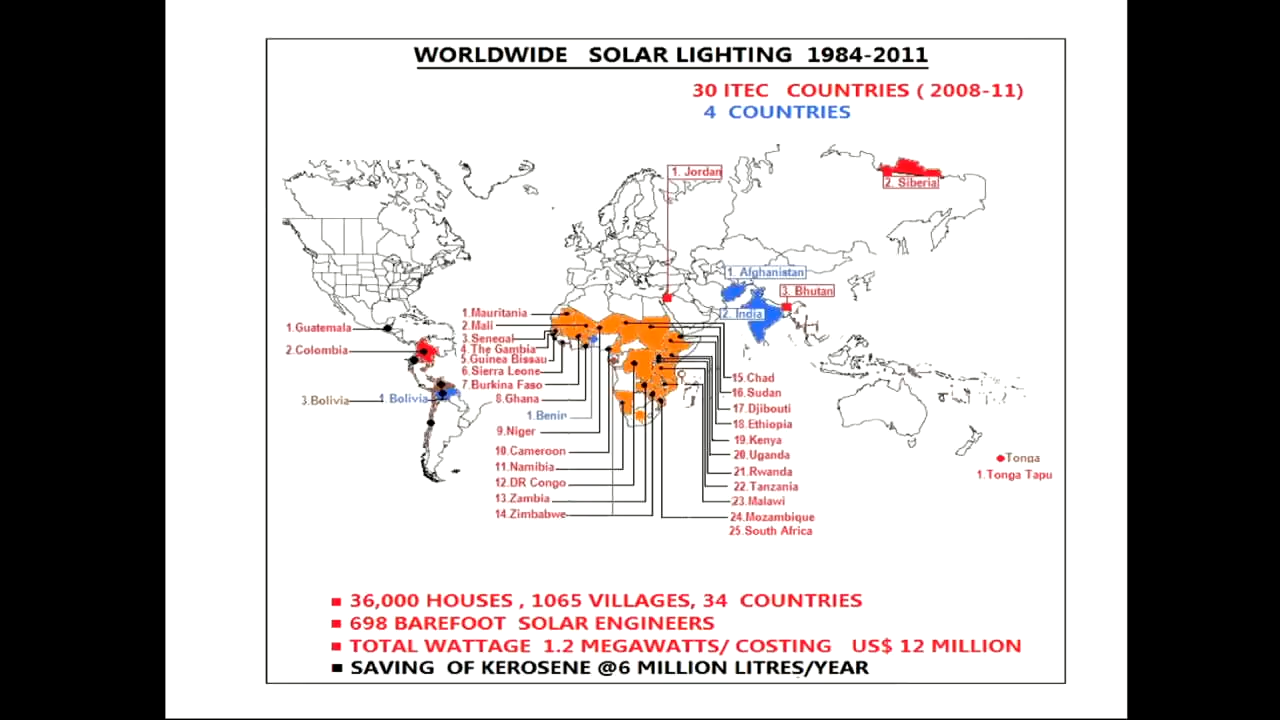 WORLDWIDE SOLAR LIGHTING 1984-2011
30 ITEC COUNTRIES ( 2008-11)
4 COUNTRIES
1. Jordan
2. Siberia
1. Afghanistan
3. Bhutan
2. India
1.Guatemala
2.Colombia
3.Bolivia
1.Bolivia
1.Mauritania
2.Mali
3.Senegal
4.The Gambia
5.Guinea Bissau
6.Sierra Leone
7.Burkina Faso
8.Ghana
1.Benin
9.Niger
10.Cameroon
11.Namibia
12.DR Congo
13.Zambia
14.Zimbabwe
15.Chad
16.Sudan
17.Djibouti
18.Ethiopia
19.Kenya
20.Uganda
21.Rwanda
22.Tanzania
23.Malawi
24.Mozambique
25.South Africa
Tonga
1.Tonga Tapu
36,000 HOUSES , 1065 VILLAGES, 34 COUNTRIES
698 BAREFOOT SOLAR ENGINEERS
TOTAL WATTAGE 1.2 MEGAWATTS/ COSTING US$ 12 MILLION
SAVING OF KEROSENE @6 MILLION LITRES/YEAR